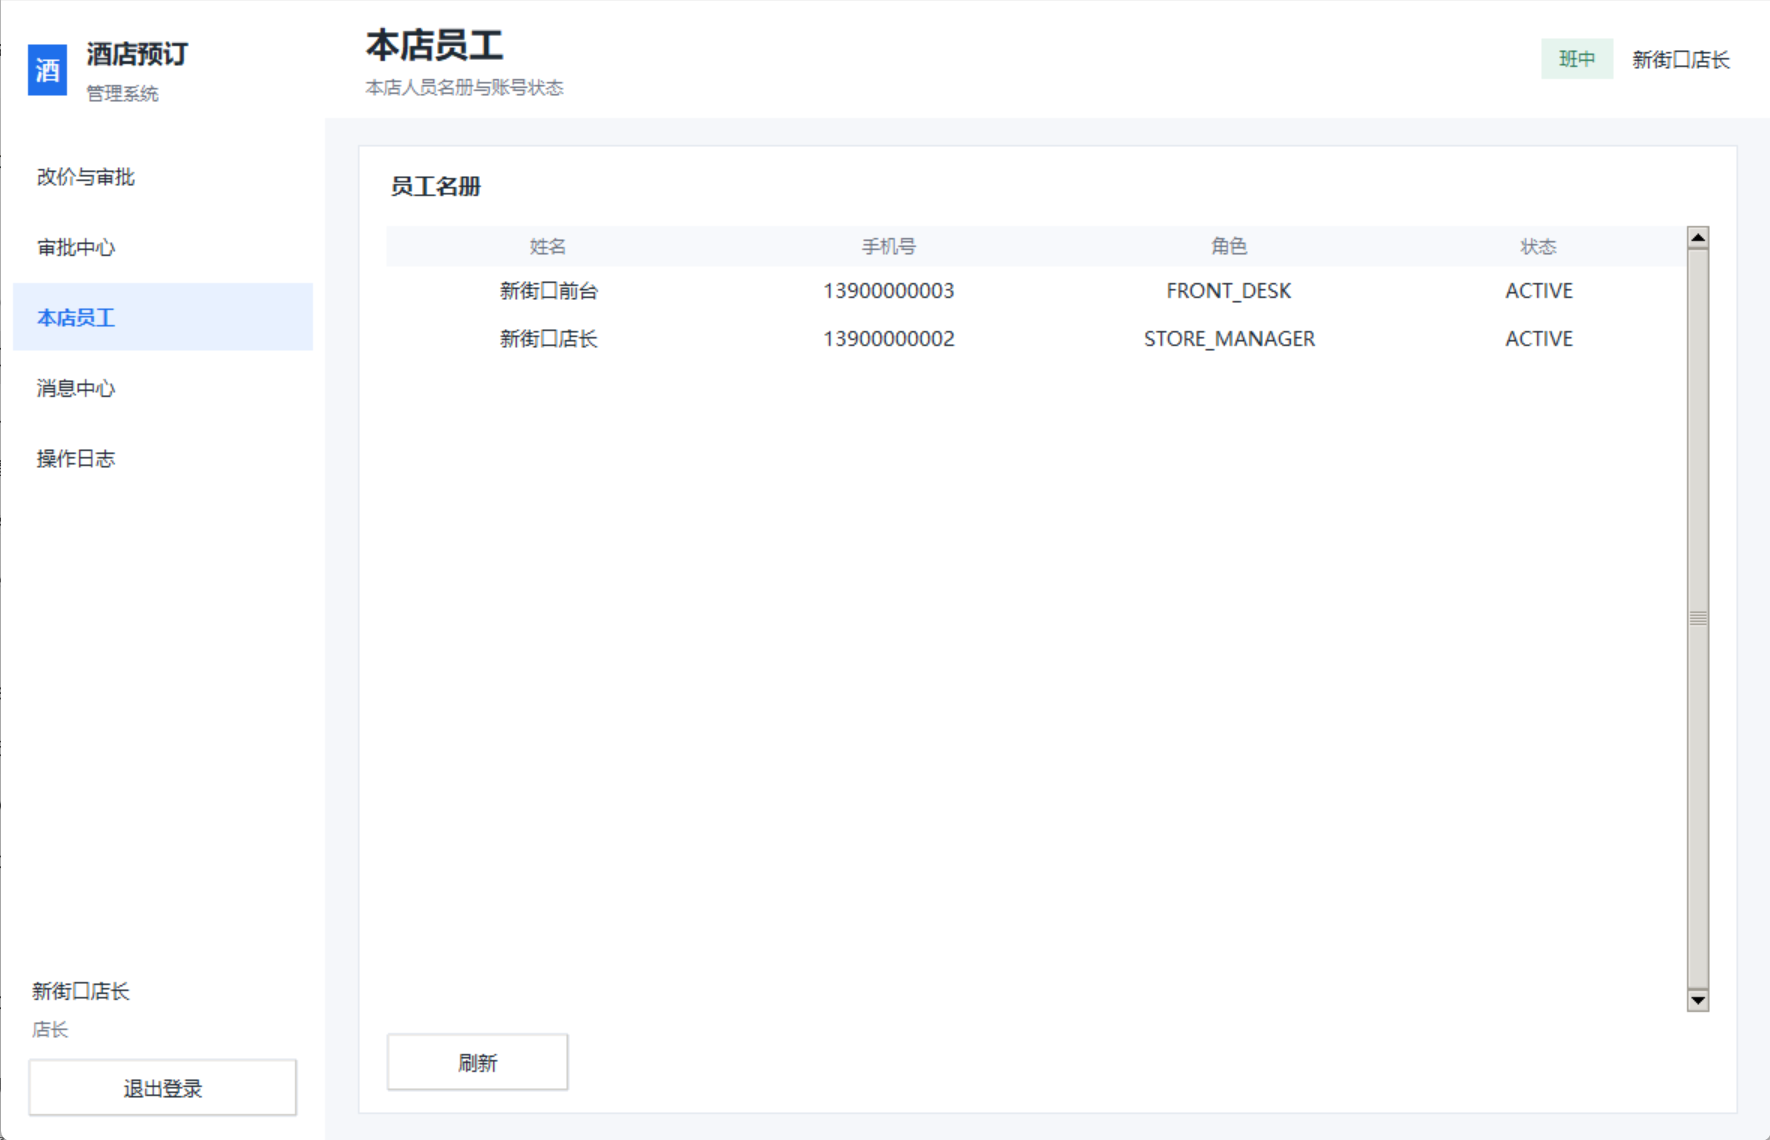 酒
酒店预订
管理系统
改价与审批
审批中心
本店员工
消息中心
操作日志
新街口店长
店长
退出登录
本店员工
本店人员名册与账号状态
班中
新街口店长
员工名册
姓名 手机号 角色 状态
新街口前台 13900000003 FRONT_DESK ACTIVE
新街口店长 13900000002 STORE_MANAGER ACTIVE
刷新